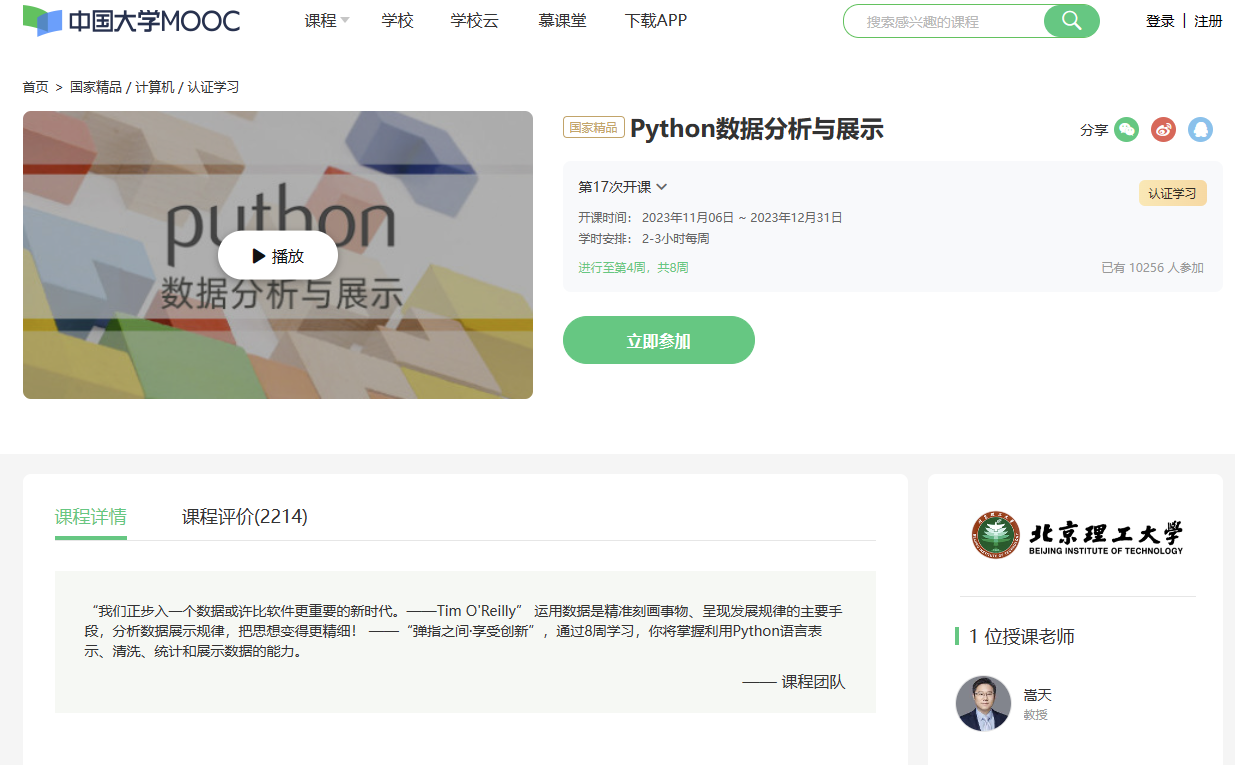 中国大学MOOC
课程 学校 学校云 慕课堂 下载APP
搜索感兴趣的课程
登录 | 注册
首页 > 国家精品 / 计算机 / 认证学习
python
播放
数据分析与展示
国家精品 Python数据分析与展示
分享
第17次开课
认证学习
开课时间: 2023年11月06日 ~ 2023年12月31日
学时安排: 2-3小时每周
进行至第4周，共8周
已有 10256 人参加
立即参加
课程详情 课程评价(2214)
“我们正步入一个数据或许比软件更重要的新时代。——Tim O'Reilly” 运用数据是精准刻画事物、呈现发展规律的主要手
段，分析数据展示规律，把思想变得更精细！ ——“弹指之间·享受创新”，通过8周学习，你将掌握利用Python语言表
示、清洗、统计和展示数据的能力。
—— 课程团队
北京理工大学
BEIJING INSTITUTE OF TECHNOLOGY
1 位授课老师
嵩天
教授